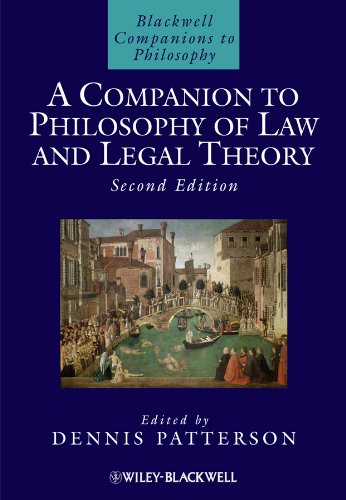 Blackwell
Companions to
Philosophy
A COMPANION TO
PHILOSOPHY OF LAW
AND LEGAL THEORY
Second Edition
Edited by
DENNIS PATTERSON
WILEY-BLACKWELL